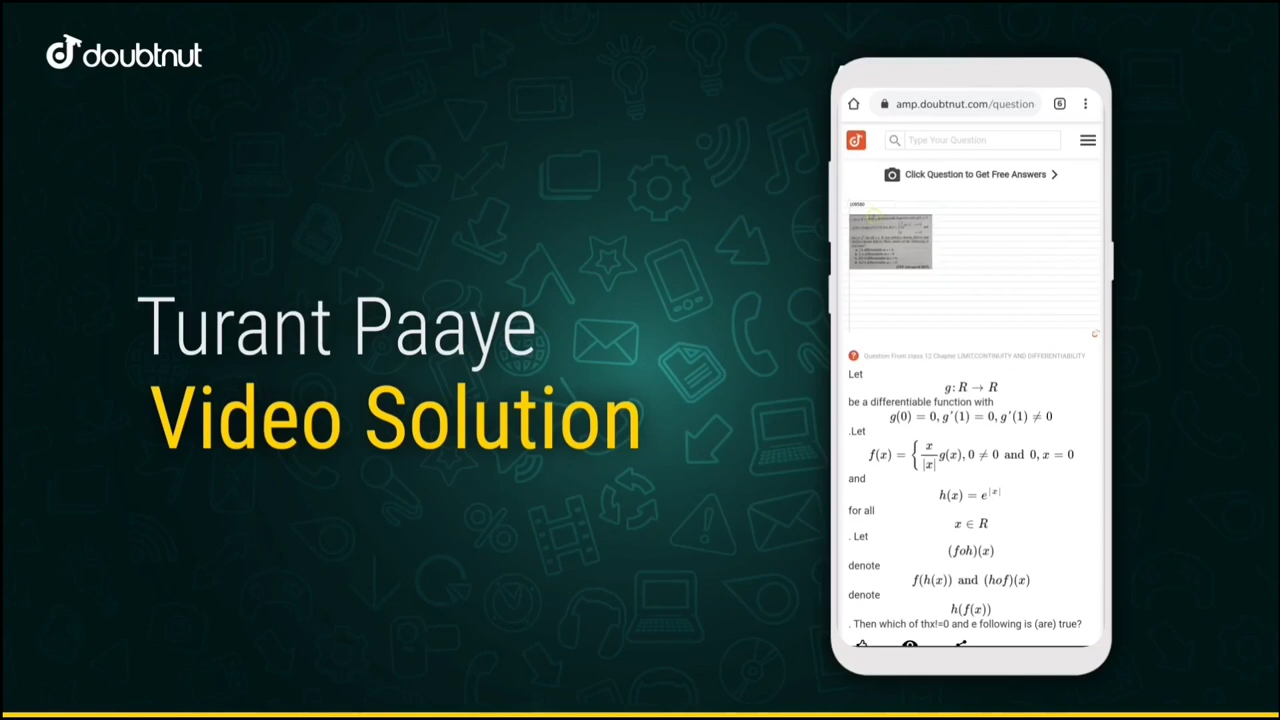 doubtnut
Turant Paaye
Video Solution
amp.doubtnut.com/question
6
Type Your Question
Click Question to Get Free Answers
109580
Question From class 12 Chapter LIMIT,CONTINUITY AND DIFFERENTIABILITY
Let
g: R → R
be a differentiable function with
g(0) = 0, g′(1) = 0, g′(1) ≠ 0
.Let
f(x) = { x/|x| g(x), 0 ≠ 0 and 0, x = 0
and
h(x) = e^|x|
for all
x ∈ R
. Let
(foh)(x)
denote
f(h(x)) and (hof)(x)
denote
h(f(x))
. Then which of thx!=0 and e following is (are) true?